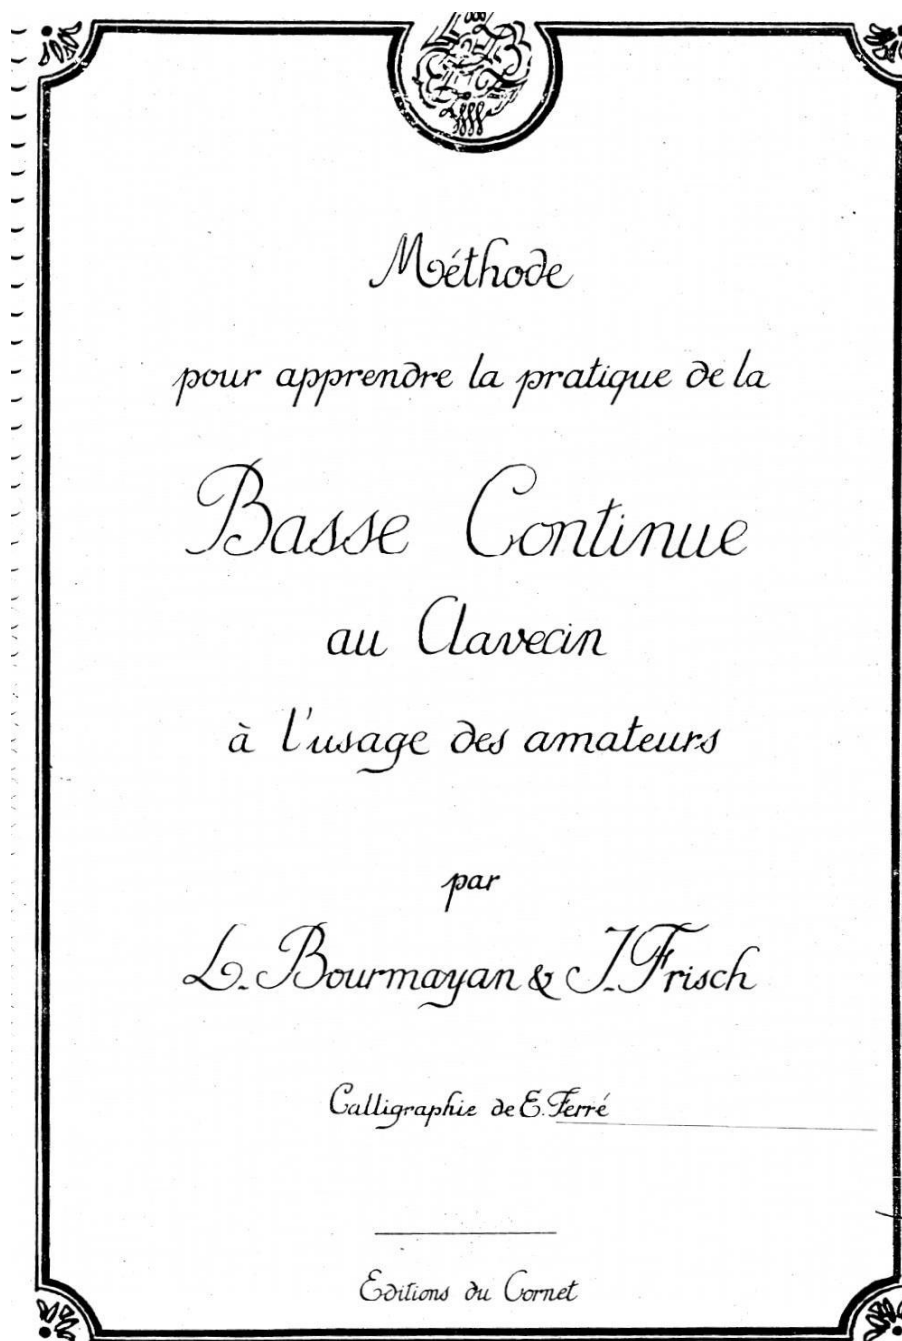 Méthode
pour apprendre la pratique de la
Basse Continue
au Clavecin
à l'usage des amateurs
par
L. Bourmayan & J. Frisch
Calligraphie de E. Ferré
Editions du Cornet